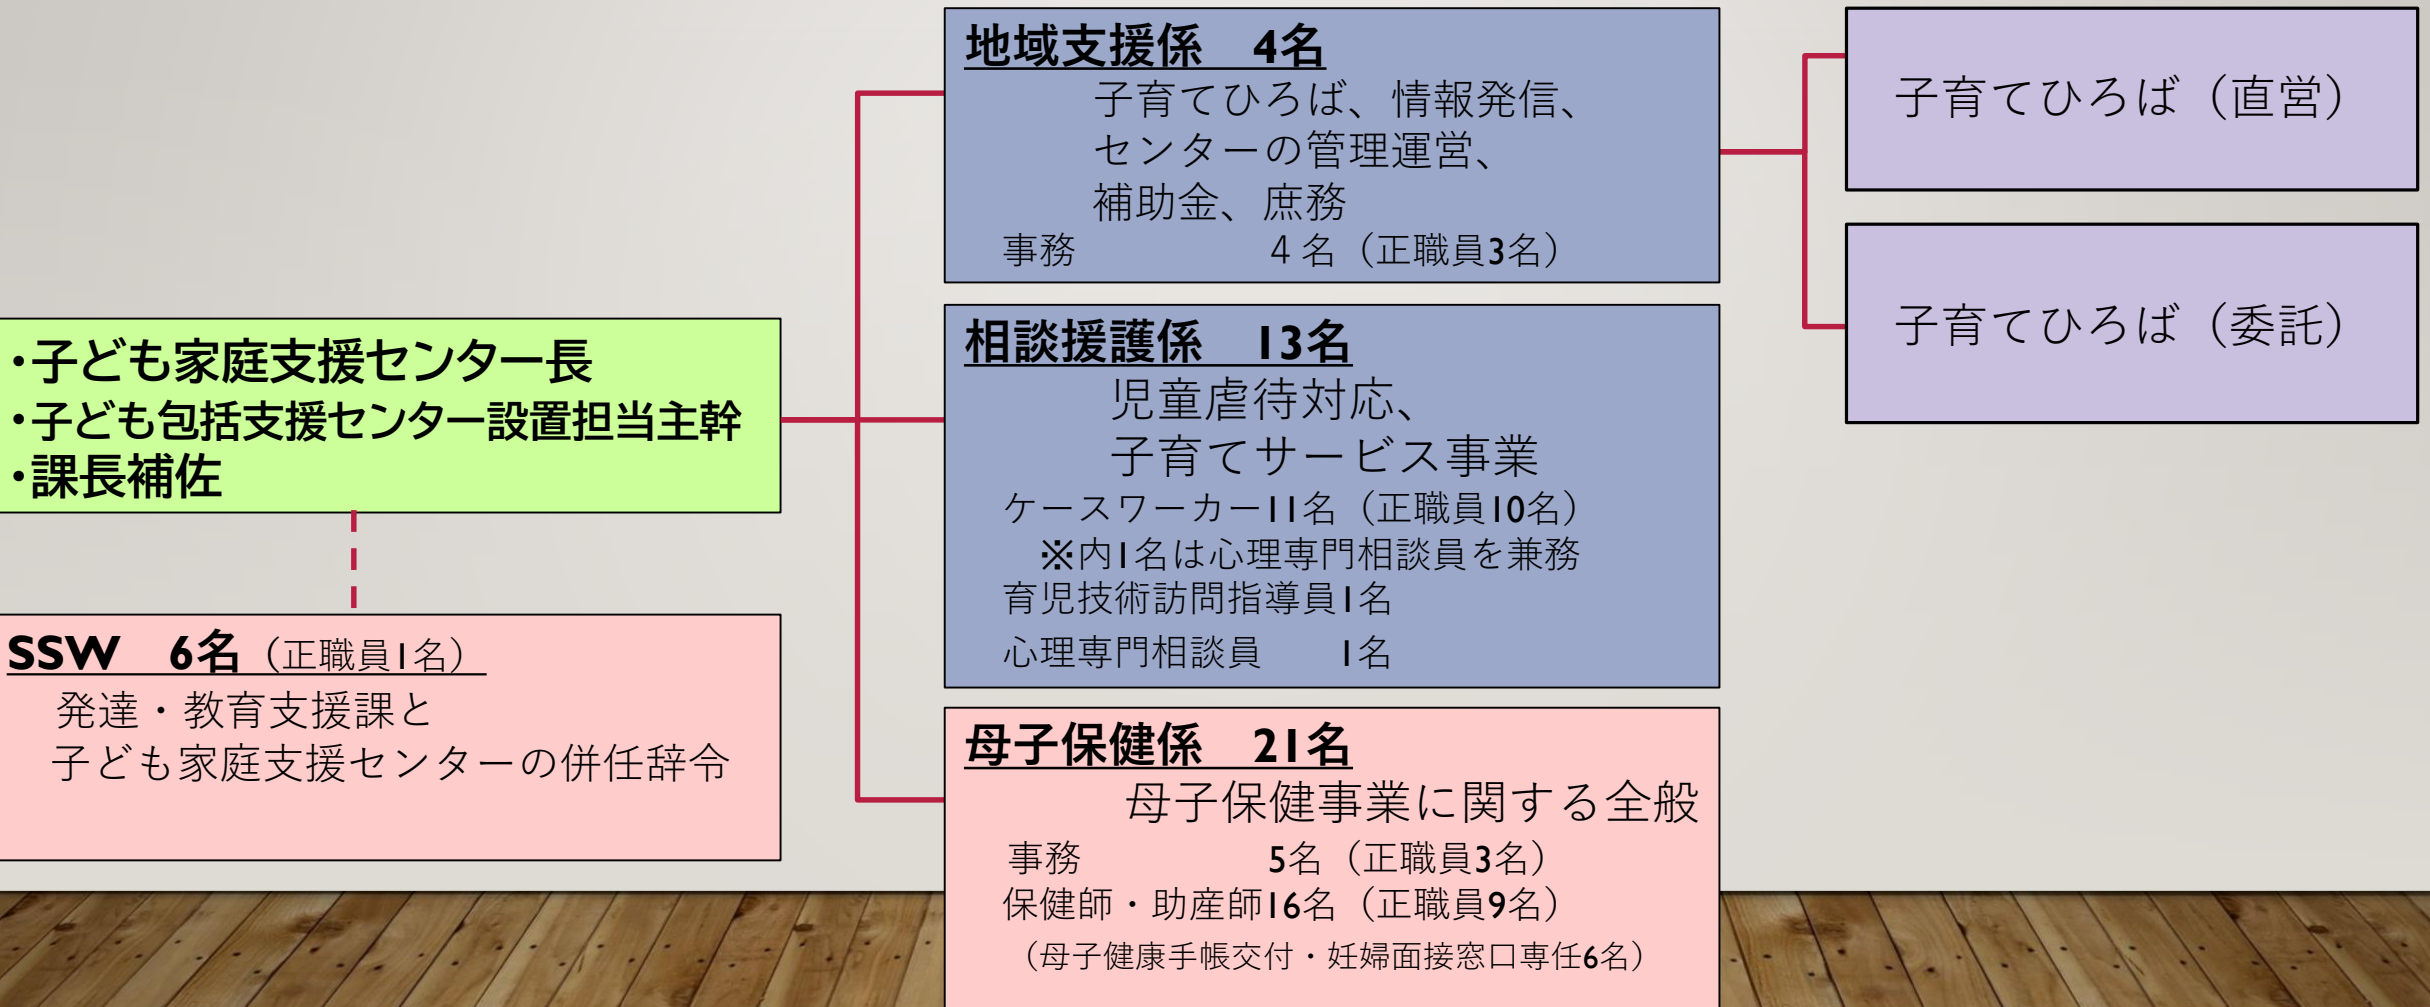 ・子ども家庭支援センター長
・子ども包括支援センター設置担当主幹
・課長補佐
SSW　6名（正職員1名）
発達・教育支援課と
子ども家庭支援センターの併任辞令
地域支援係　4名
子育てひろば、情報発信、
センターの管理運営、
補助金、庶務
事務　　　　　４名（正職員3名）
相談援護係　13名
児童虐待対応、
子育てサービス事業
ケースワーカー11名（正職員10名）
※内1名は心理専門相談員を兼務
育児技術訪問指導員1名
心理専門相談員　　1名
母子保健係　21名
母子保健事業に関する全般
事務　　　　　5名（正職員3名）
保健師・助産師16名（正職員9名）
（母子健康手帳交付・妊婦面接窓口専任6名）
子育てひろば（直営）
子育てひろば（委託）